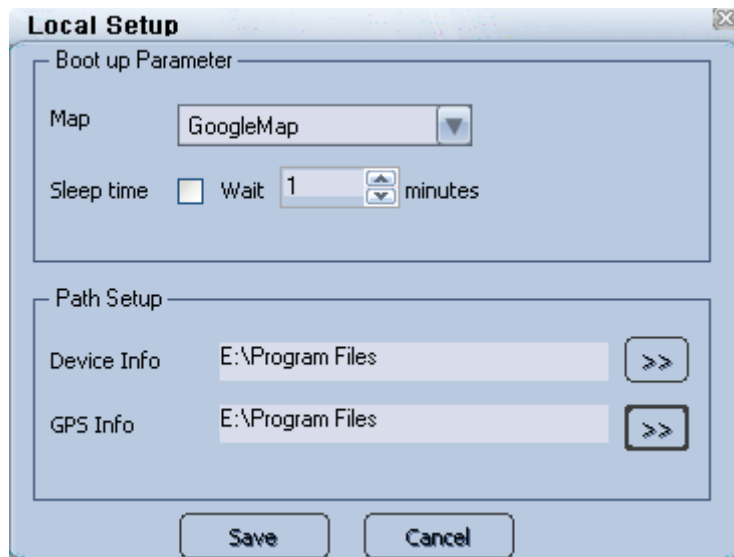 Local Setup
Boot up Parameter
Map GoogleMap
Sleep time Wait 1 minutes
Path Setup
Device Info E:\Program Files >>
GPS Info E:\Program Files >>
Save Cancel